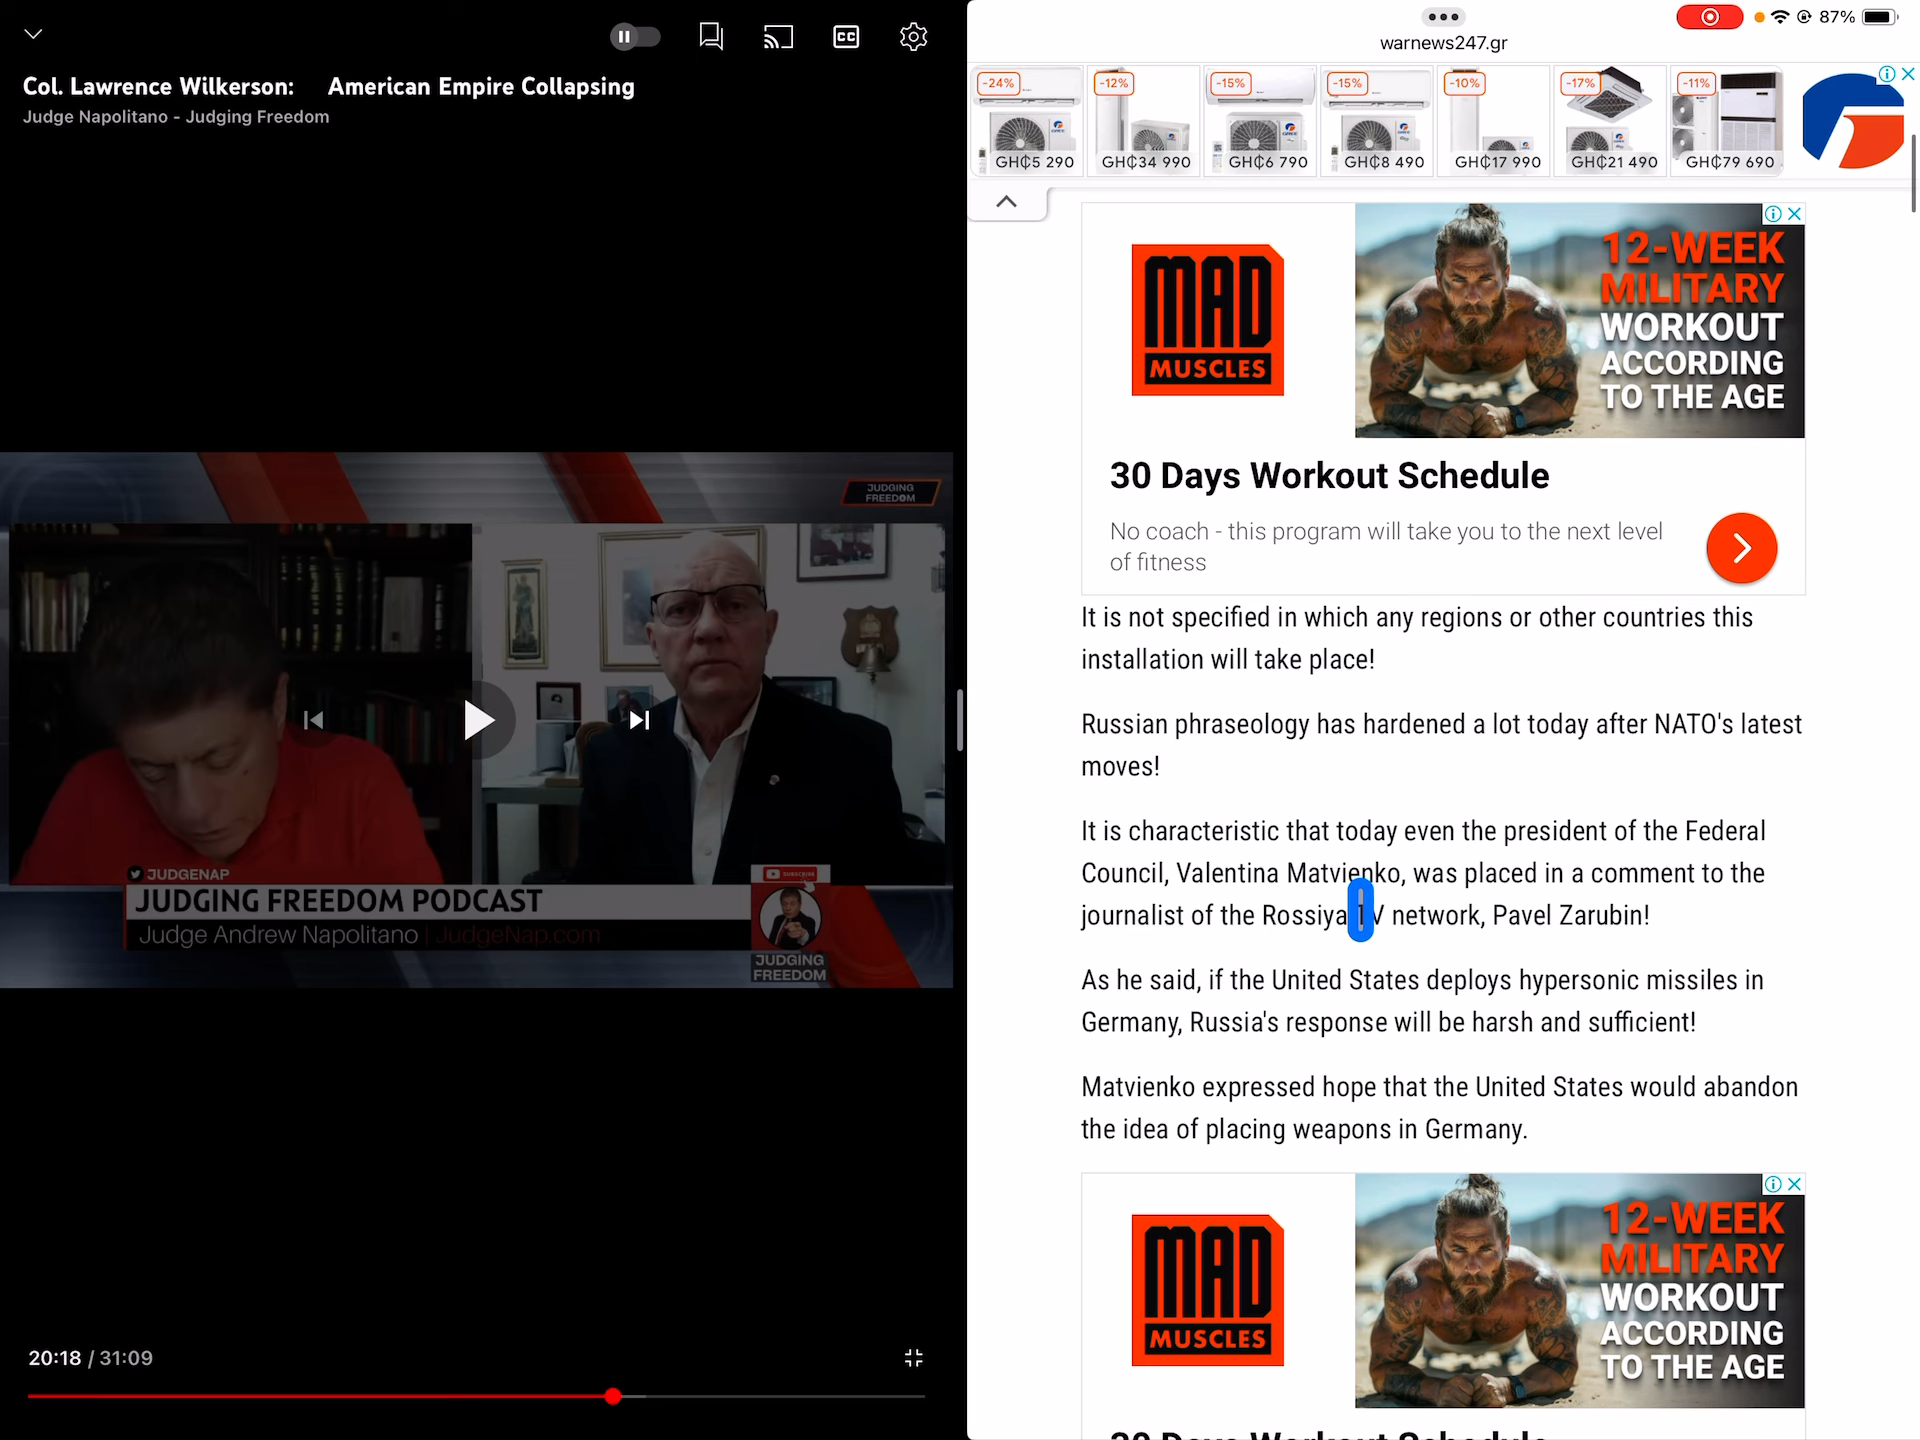 Col. Lawrence Wilkerson: American Empire Collapsing
Judge Napolitano - Judging Freedom
CC
JUDGING
FREEDOM
JUDGENAP
JUDGING FREEDOM PODCAST
Judge Andrew Napolitano | JudgeNap.com
SUBSCRIBE
JUDGING
FREEDOM
20:18 / 31:09
87%
warnews247.gr
-24%
-12%
-15%
-15%
-10%
-17%
-11%
GH₵5 290
GH₵34 990
GH₵6 790
GH₵8 490
GH₵17 990
GH₵21 490
GH₵79 690
MAD
MUSCLES
12-WEEK
MILITARY
WORKOUT
ACCORDING
TO THE AGE
30 Days Workout Schedule
No coach - this program will take you to the next level
of fitness
It is not specified in which any regions or other countries this
installation will take place!
Russian phraseology has hardened a lot today after NATO's latest
moves!
It is characteristic that today even the president of the Federal
Council, Valentina Matvienko, was placed in a comment to the
journalist of the Rossiya 1 V network, Pavel Zarubin!
As he said, if the United States deploys hypersonic missiles in
Germany, Russia's response will be harsh and sufficient!
Matvienko expressed hope that the United States would abandon
the idea of placing weapons in Germany.
MAD
MUSCLES
12-WEEK
MILITARY
WORKOUT
ACCORDING
TO THE AGE
30 Days Workout Schedule